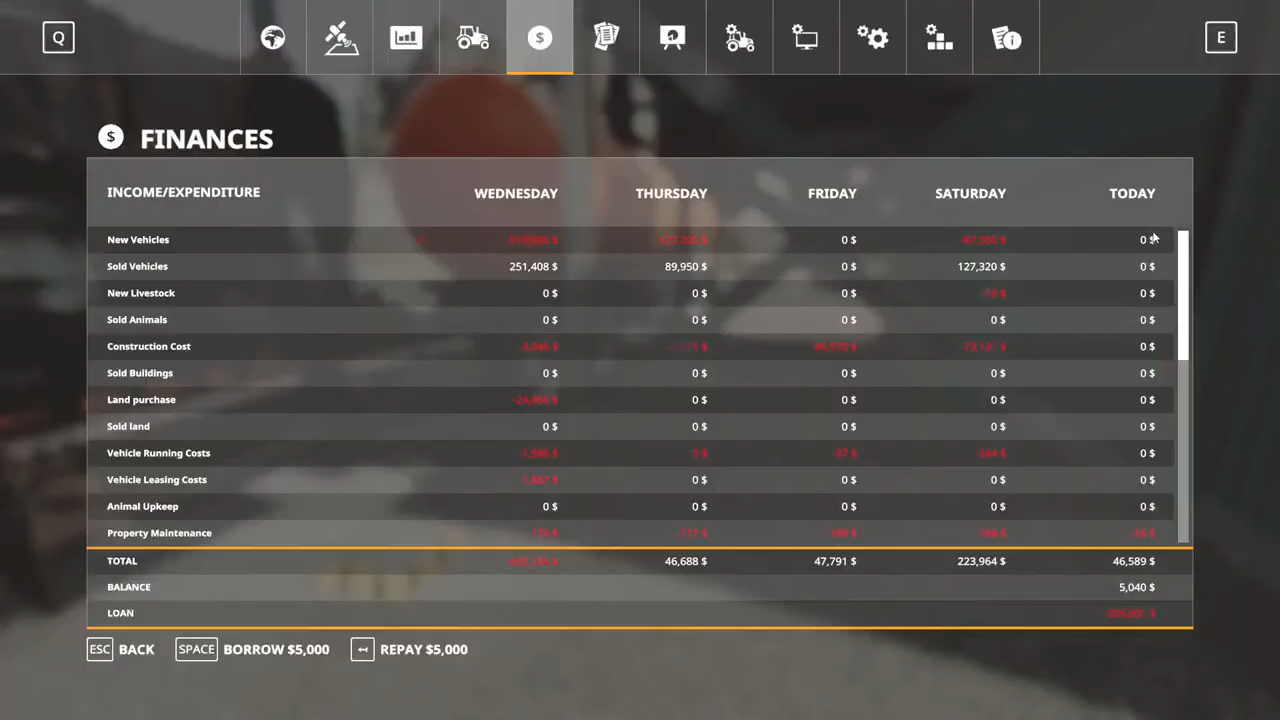 Q
$
E
$ FINANCES
INCOME/EXPENDITURE WEDNESDAY THURSDAY FRIDAY SATURDAY TODAY
New Vehicles 0 $ 0 $
Sold Vehicles 251,408 $ 89,950 $ 0 $ 127,320 $ 0 $
New Livestock 0 $ 0 $ 0 $ 0 $
Sold Animals 0 $ 0 $ 0 $ 0 $ 0 $
Construction Cost 0 $
Sold Buildings 0 $ 0 $ 0 $ 0 $ 0 $
Land purchase 0 $ 0 $ 0 $ 0 $
Sold land 0 $ 0 $ 0 $ 0 $ 0 $
Vehicle Running Costs 0 $
Vehicle Leasing Costs 0 $ 0 $ 0 $ 0 $
Animal Upkeep 0 $ 0 $ 0 $ 0 $ 0 $
Property Maintenance
TOTAL 46,688 $ 47,791 $ 223,964 $ 46,589 $
BALANCE 5,040 $
LOAN
ESC BACK SPACE BORROW $5,000 REPAY $5,000